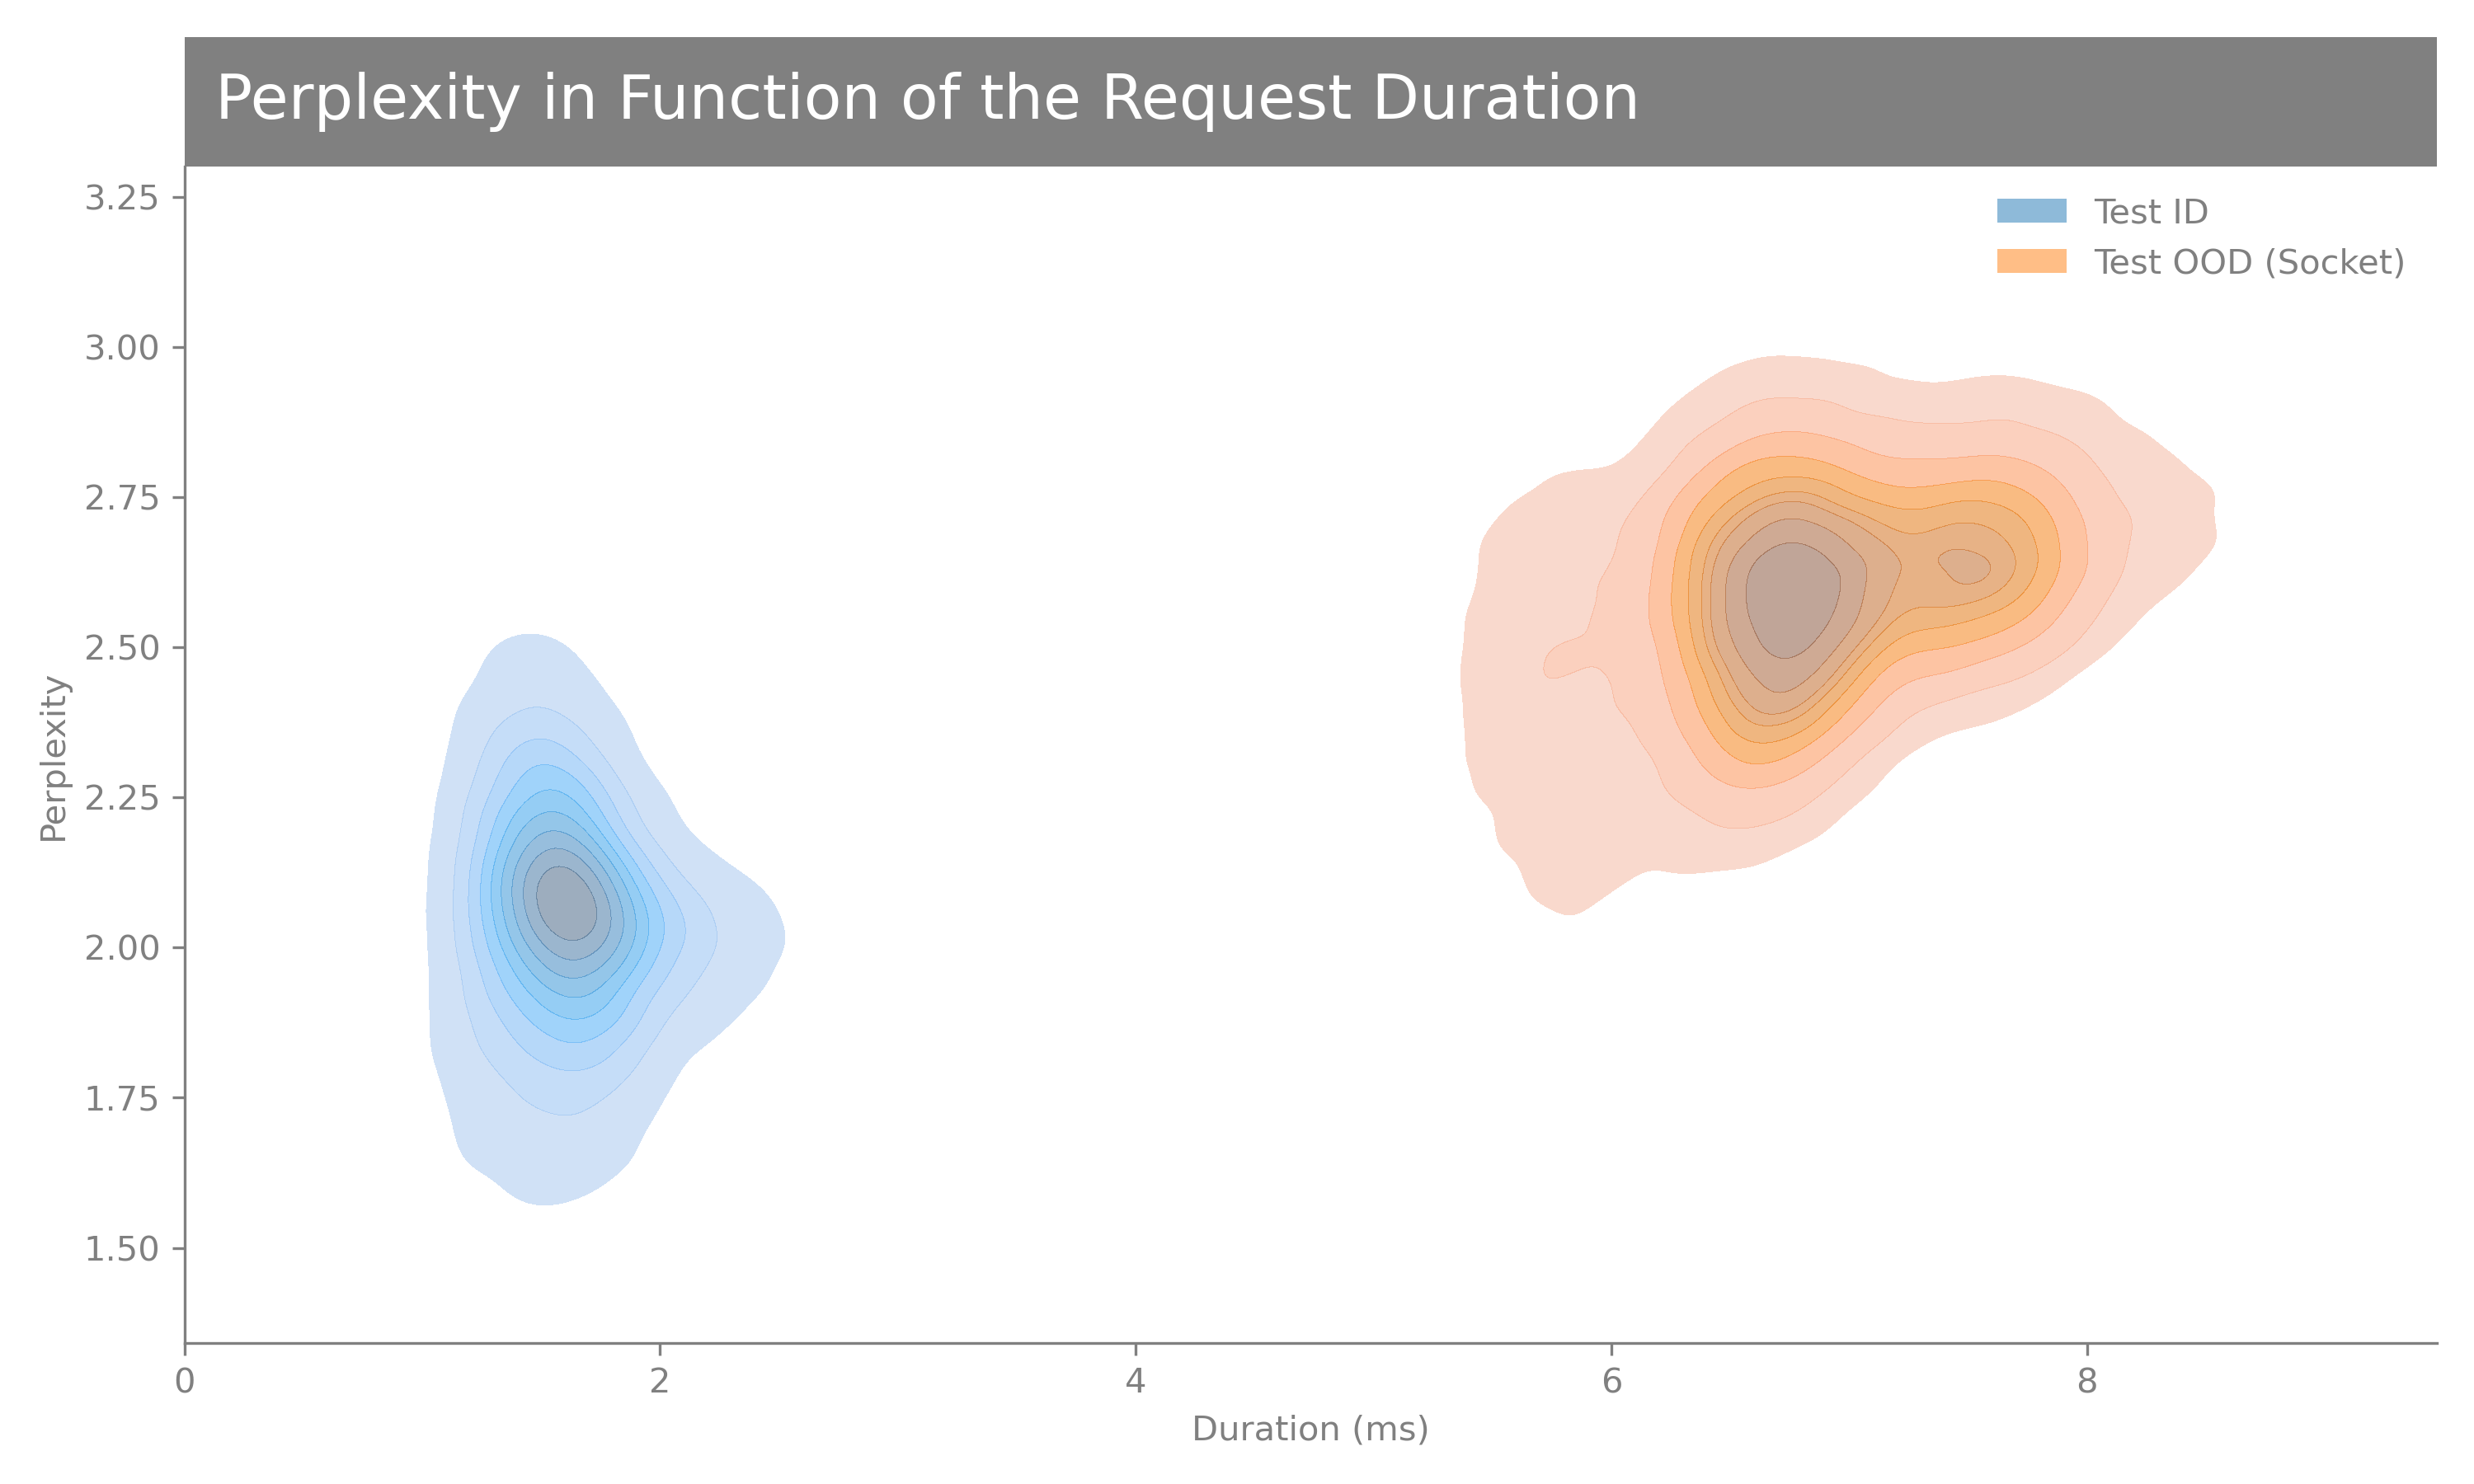 Perplexity in Function of the Request Duration
Test ID
Test OOD (Socket)
3.25
3.00
2.75
2.50
2.25
2.00
1.75
1.50
Perplexity
0 2 4 6 8
Duration (ms)